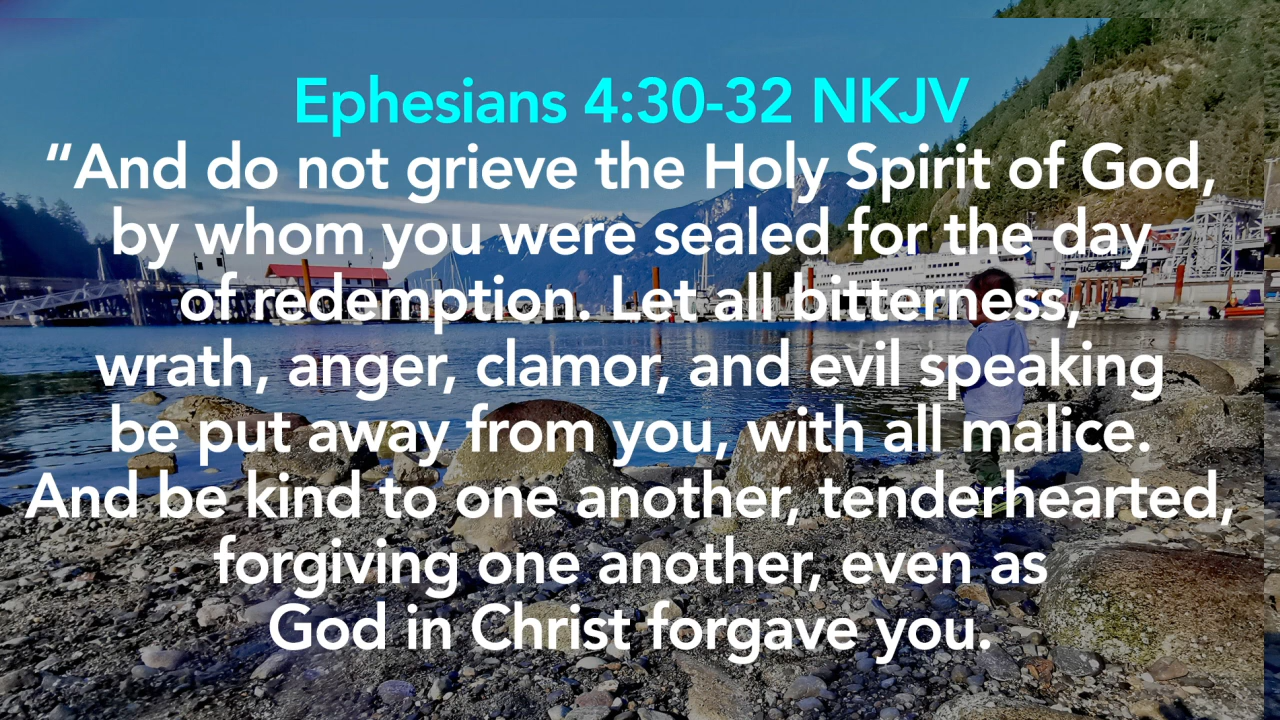 Ephesians 4:30-32 NKJV
“And do not grieve the Holy Spirit of God,
by whom you were sealed for the day
of redemption. Let all bitterness,
wrath, anger, clamor, and evil speaking
be put away from you, with all malice.
And be kind to one another, tenderhearted,
forgiving one another, even as
God in Christ forgave you.